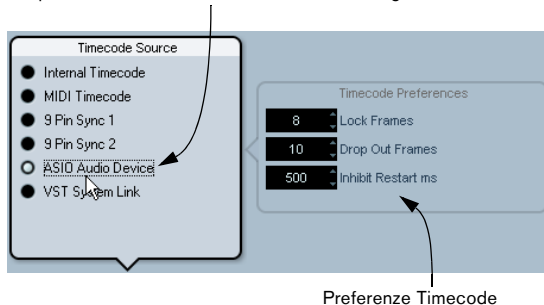 Timecode Source
Internal Timecode
MIDI Timecode
9 Pin Sync 1
9 Pin Sync 2
ASIO Audio Device
VST System Link
Timecode Preferences
8 Lock Frames
10 Drop Out Frames
500 Inhibit Restart ms
Preferenze Timecode